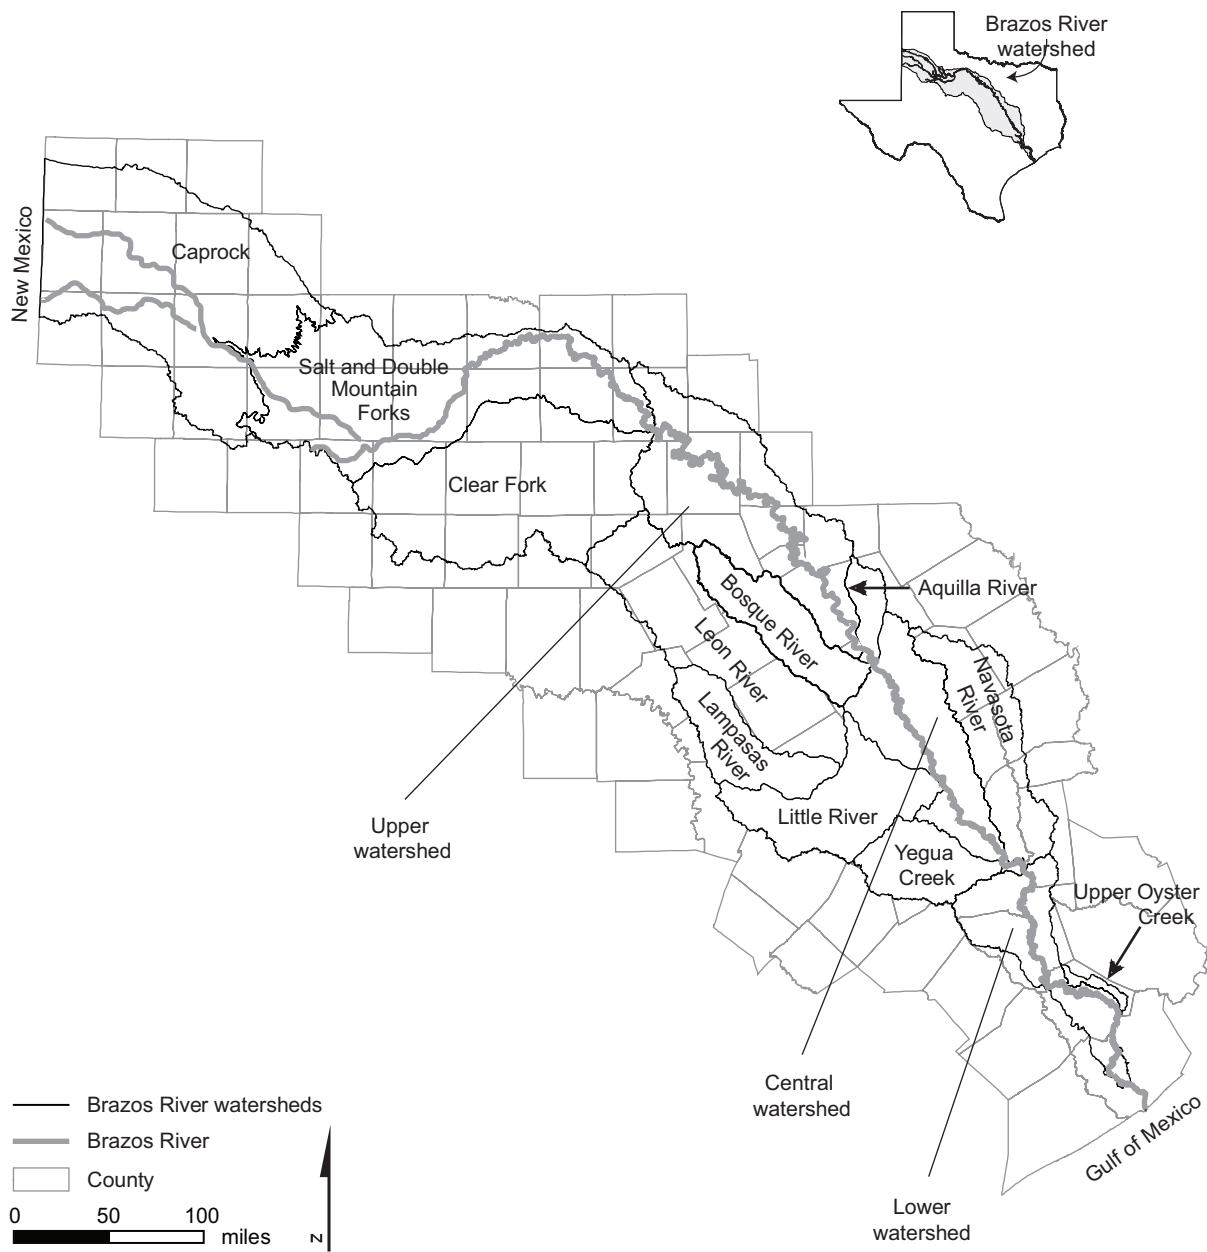 Brazos River
watershed
New Mexico
Caprock
Salt and Double
Mountain
Forks
Clear Fork
Bosque River
Aquilla River
Leon River
Navasota
River
Lampasas
River
Upper
watershed
Little River
Yegua
Creek
Upper Oyster
Creek
Central
watershed
Gulf of Mexico
Lower
watershed
Brazos River watersheds
Brazos River
County
0 50 100
miles
N